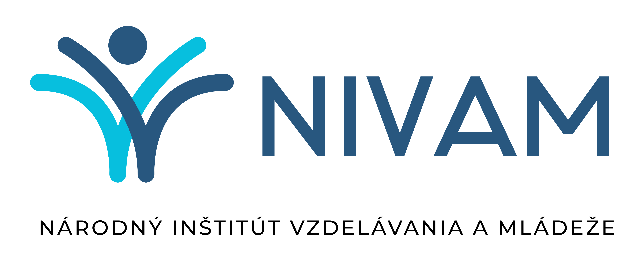 NIVAM
NÁRODNÝ INŠTITÚT VZDELÁVANIA A MLÁDEŽE